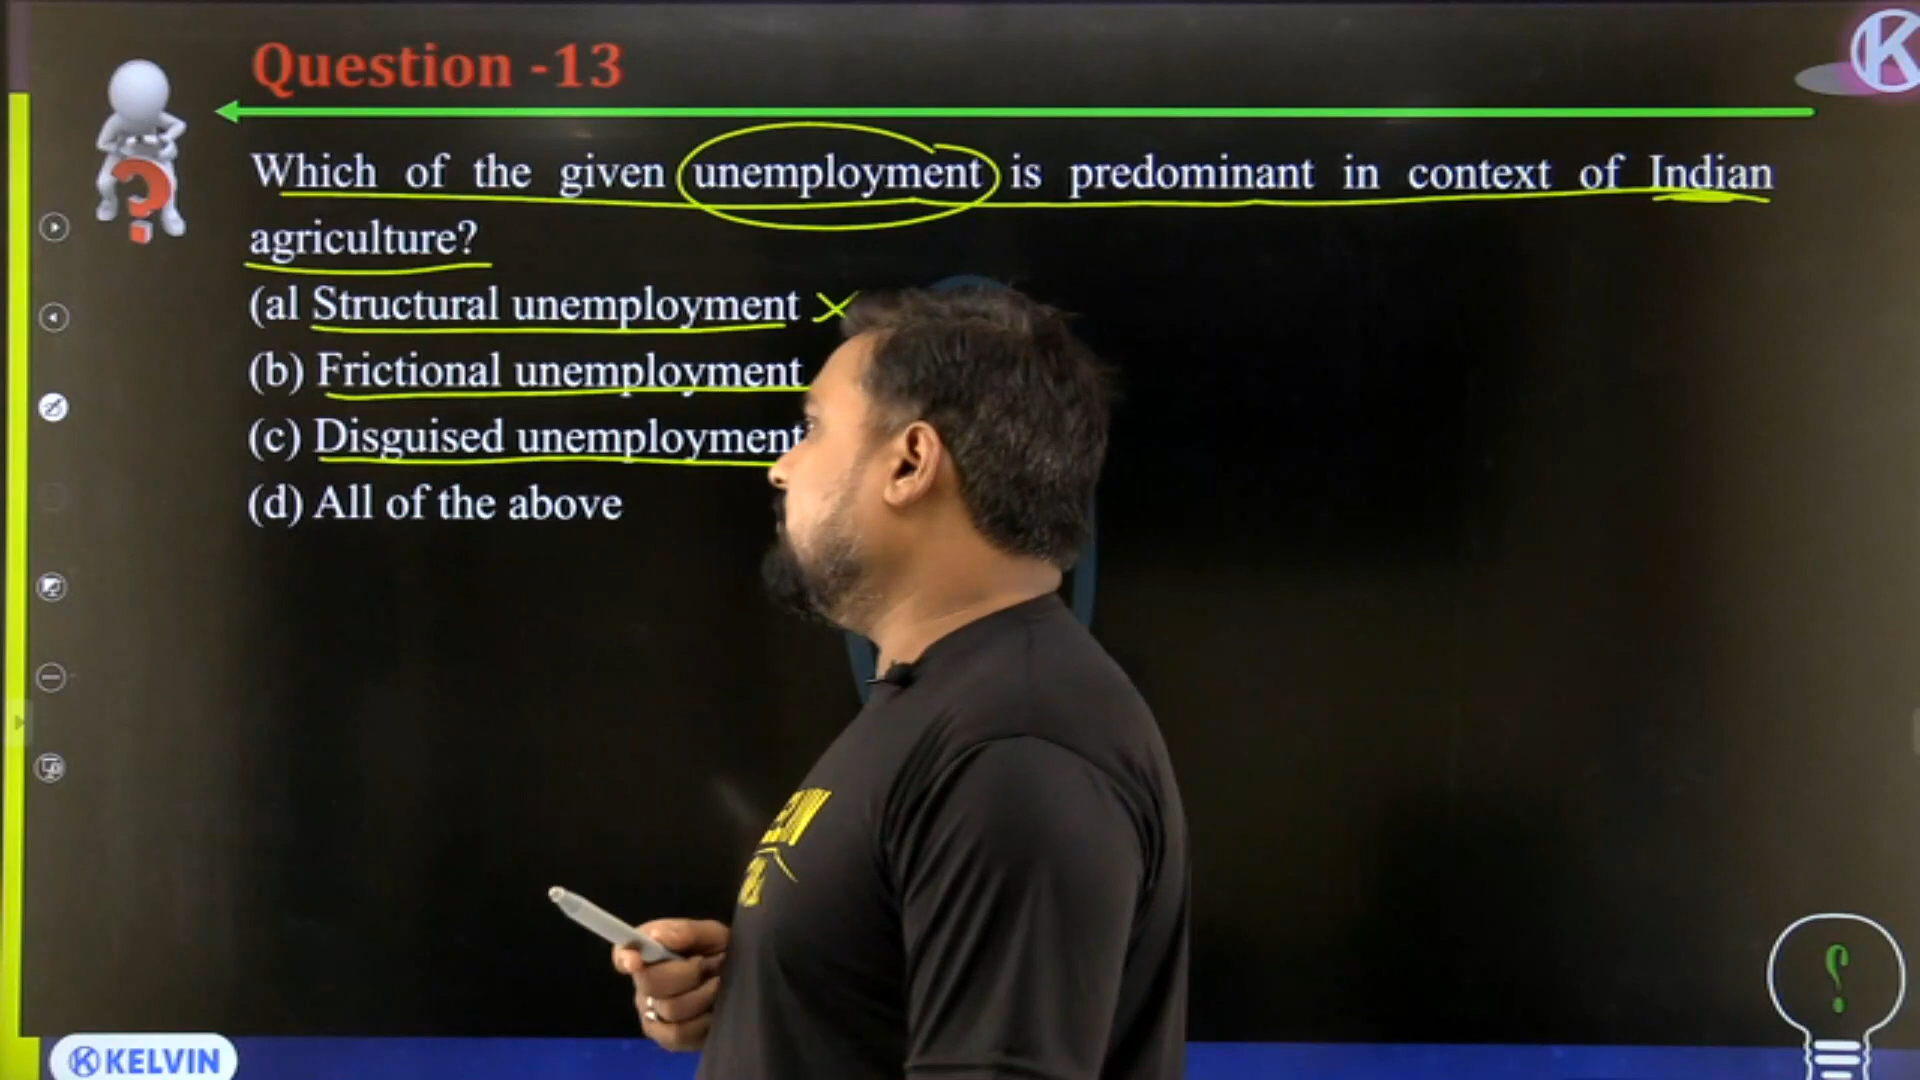 Question -13
Which of the given unemployment is predominant in context of Indian
agriculture?
(al Structural unemployment
(b) Frictional unemployment
(c) Disguised unemployment
(d) All of the above
K KELVIN